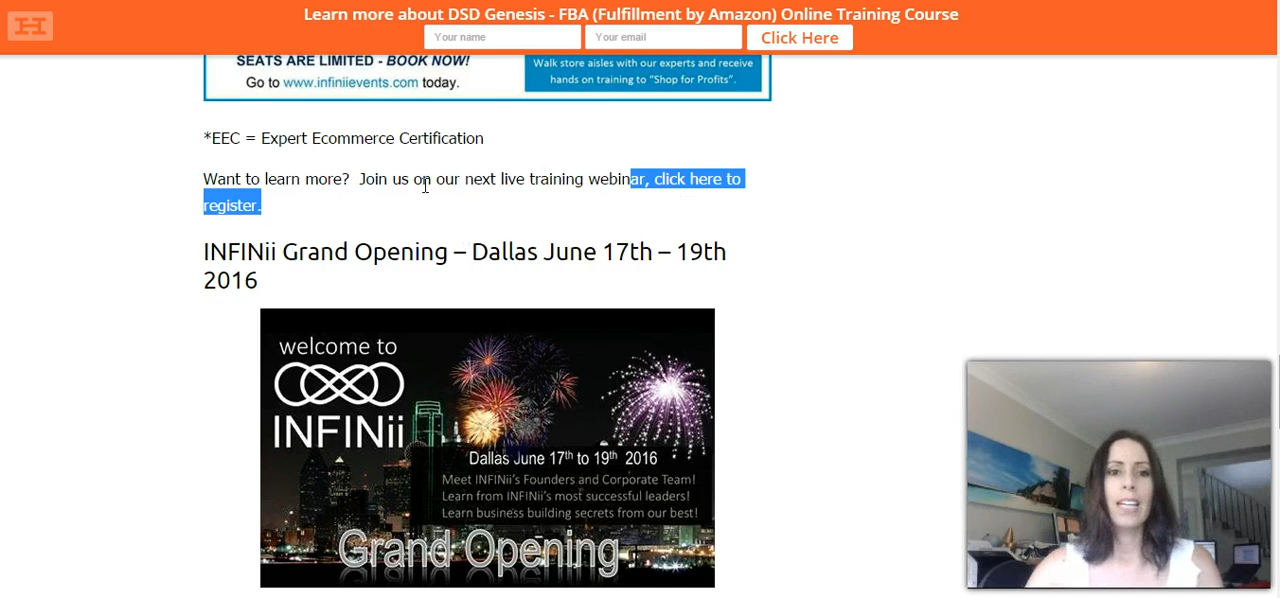 Learn more about DSD Genesis - FBA (Fulfillment by Amazon) Online Training Course
Your name
Your email
Click Here
SEATS ARE LIMITED - BOOK NOW!
Go to www.infiniievents.com today.
Walk store aisles with our experts and receive
hands on training to “Shop for Profits”.
*EEC = Expert Ecommerce Certification
Want to learn more?  Join us on our next live training webinar, click here to
register.
INFINii Grand Opening – Dallas June 17th – 19th
2016
welcome to
INFINii
Dallas June 17th to 19th 2016
Meet INFINii's Founders and Corporate Team!
Learn from INFINii's most successful leaders!
Learn business building secrets from our best!
Grand Opening